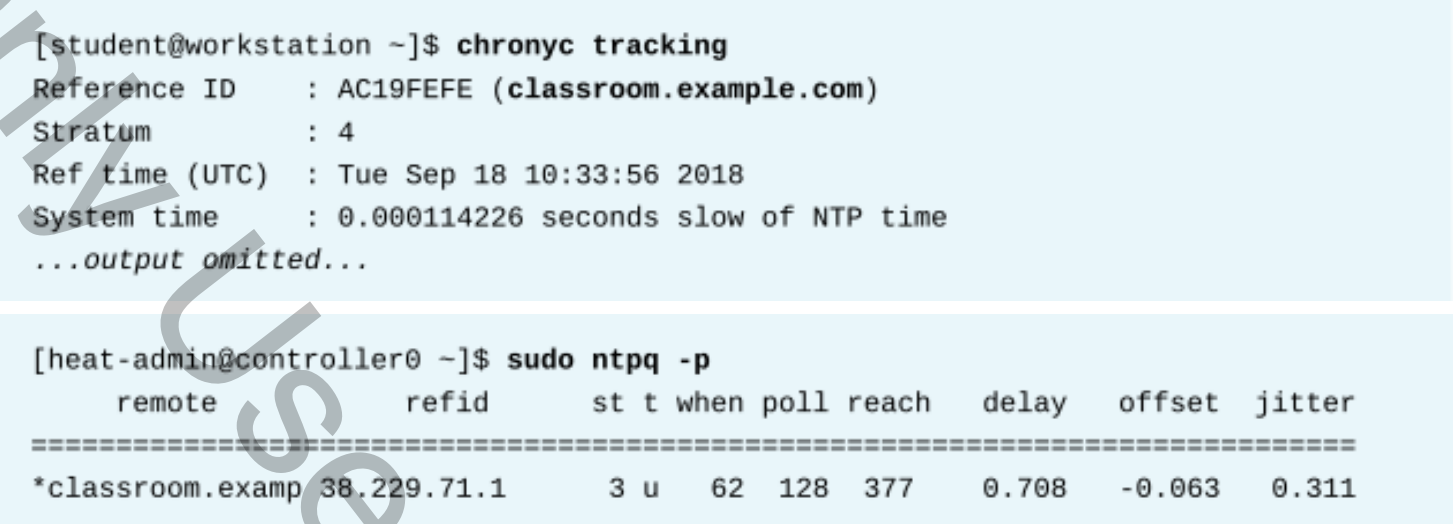 [student@workstation ~]$ chronyc tracking
Reference ID    : AC19FEFE (classroom.example.com)
Stratum         : 4
Ref time (UTC)  : Tue Sep 18 10:33:56 2018
System time     : 0.000114226 seconds slow of NTP time
...output omitted...
[heat-admin@controller0 ~]$ sudo ntpq -p
     remote           refid      st t when poll reach   delay   offset  jitter
==============================================================================
*classroom.examp 38.229.71.1      3 u   62  128  377    0.708   -0.063   0.311